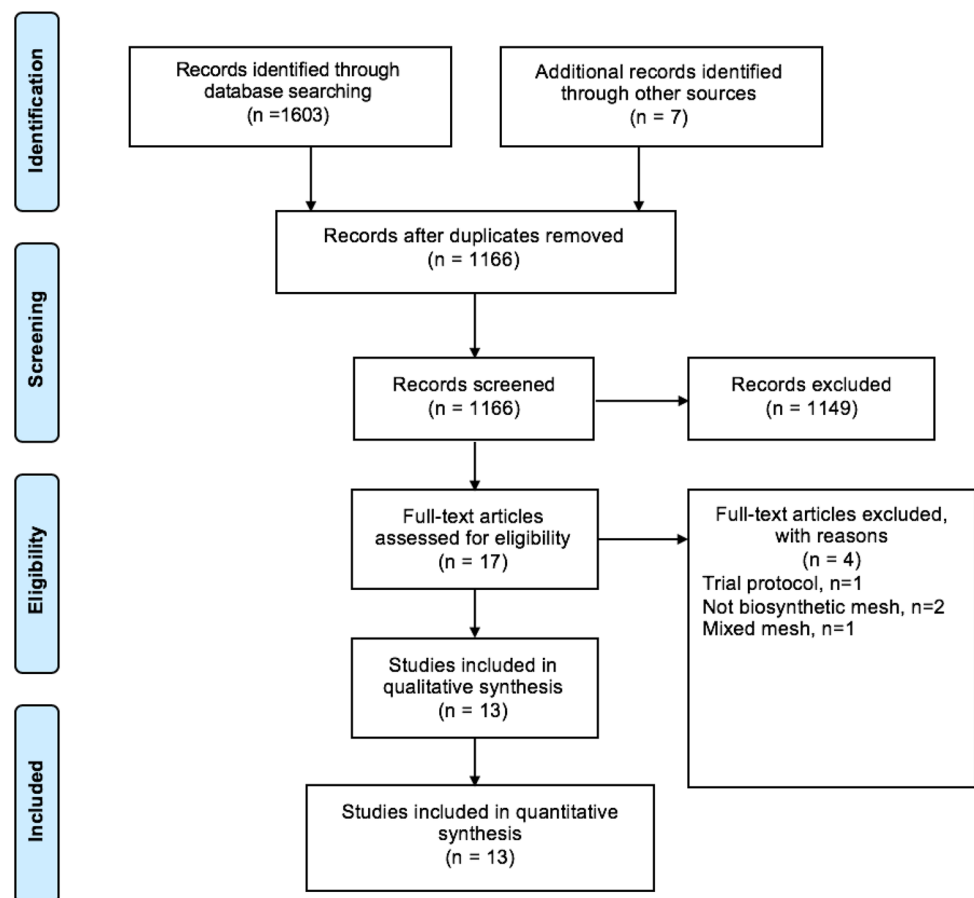 Identification
Records identified through
database searching
(n =1603)
Additional records identified
through other sources
(n = 7)
Records after duplicates removed
(n = 1166)
Screening
Records screened
(n = 1166)
Records excluded
(n = 1149)
Eligibility
Full-text articles
assessed for eligibility
(n = 17)
Full-text articles excluded,
with reasons
(n = 4)
Trial protocol, n=1
Not biosynthetic mesh, n=2
Mixed mesh, n=1
Studies included in
qualitative synthesis
(n = 13)
Included
Studies included in quantitative
synthesis
(n = 13)